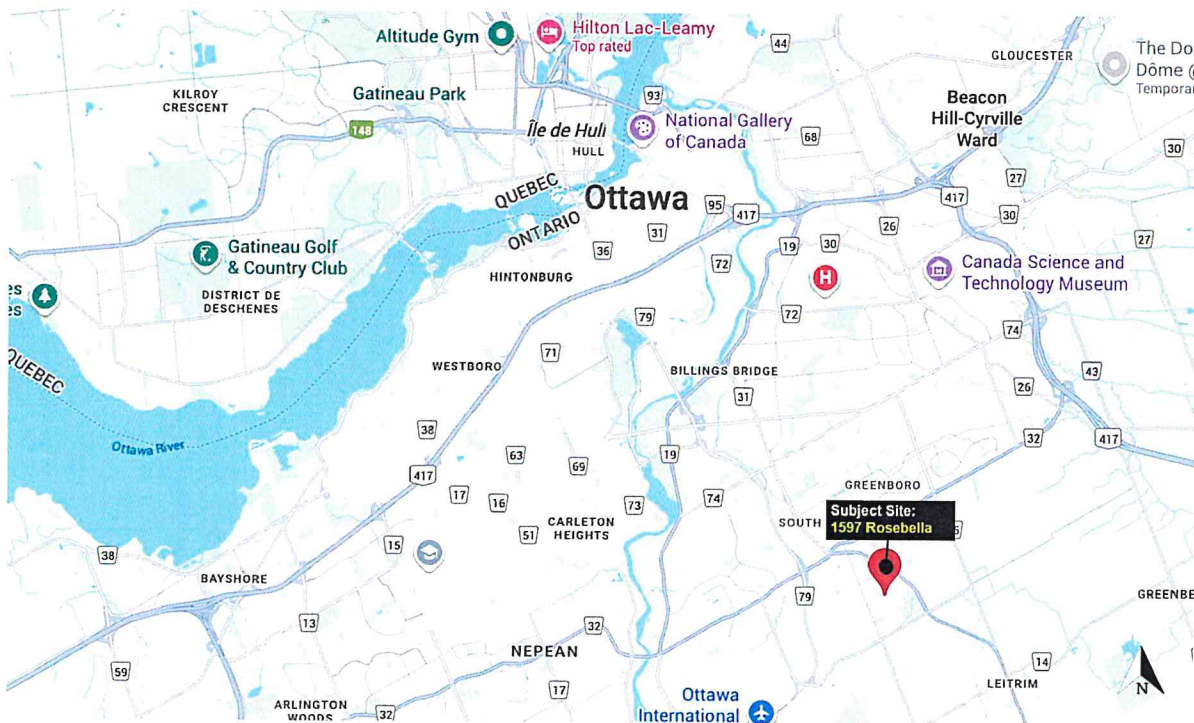 Altitude Gym
Hilton Lac-Leamy
Top rated
44
GLOUCESTER
The Do
Dôme @
Temporar
KILROY
CRESCENT
Gatineau Park
93
Beacon
Hill-Cyrville
Ward
148
Île de Hull
HULL
National Gallery
of Canada
68
30
QUEBEC
ONTARIO
Ottawa
27
417
30
95
417
26
31
19
30
27
36
72
Gatineau Golf
& Country Club
HINTONBURG
H
Canada Science and
Technology Museum
DISTRICT DE
DESCHENES
es
es
79
72
74
QUEBEC
71
WESTBORO
BILLINGS BRIDGE
43
26
31
38
Ottawa River
32
417
63
69
19
417
17
16
73
74
GREENBORO
51
CARLETON
HEIGHTS
SOUTH
Subject Site:
1597 Rosebella
38
15
BAYSHORE
79
GREENBE
13
32
NEPEAN
59
14
LEITRIM
N
17
ARLINGTON
WOODS
32
Ottawa
International